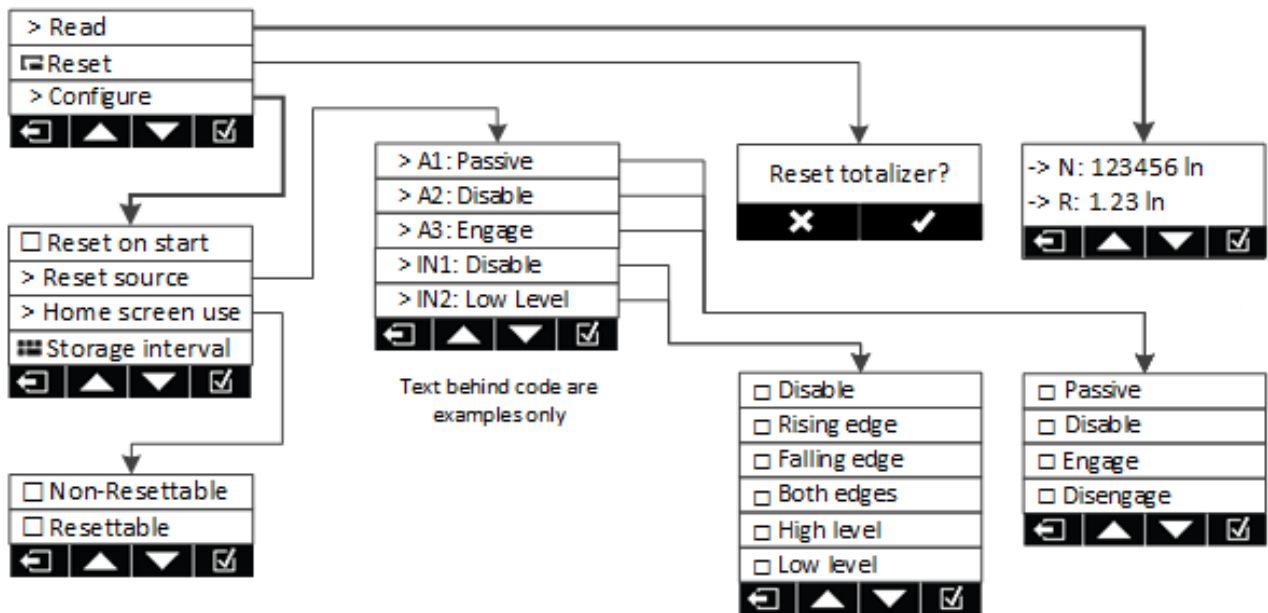 > Read
Reset
> Configure
> A1: Passive
> A2: Disable
> A3: Engage
> IN1: Disable
> IN2: Low Level
Text behind code are
examples only
Reset totalizer?
-> N: 123456 ln
-> R: 1.23 ln
Reset on start
> Reset source
> Home screen use
Storage interval
Non-Resettable
Resettable
Disable
Rising edge
Falling edge
Both edges
High level
Low level
Passive
Disable
Engage
Disengage